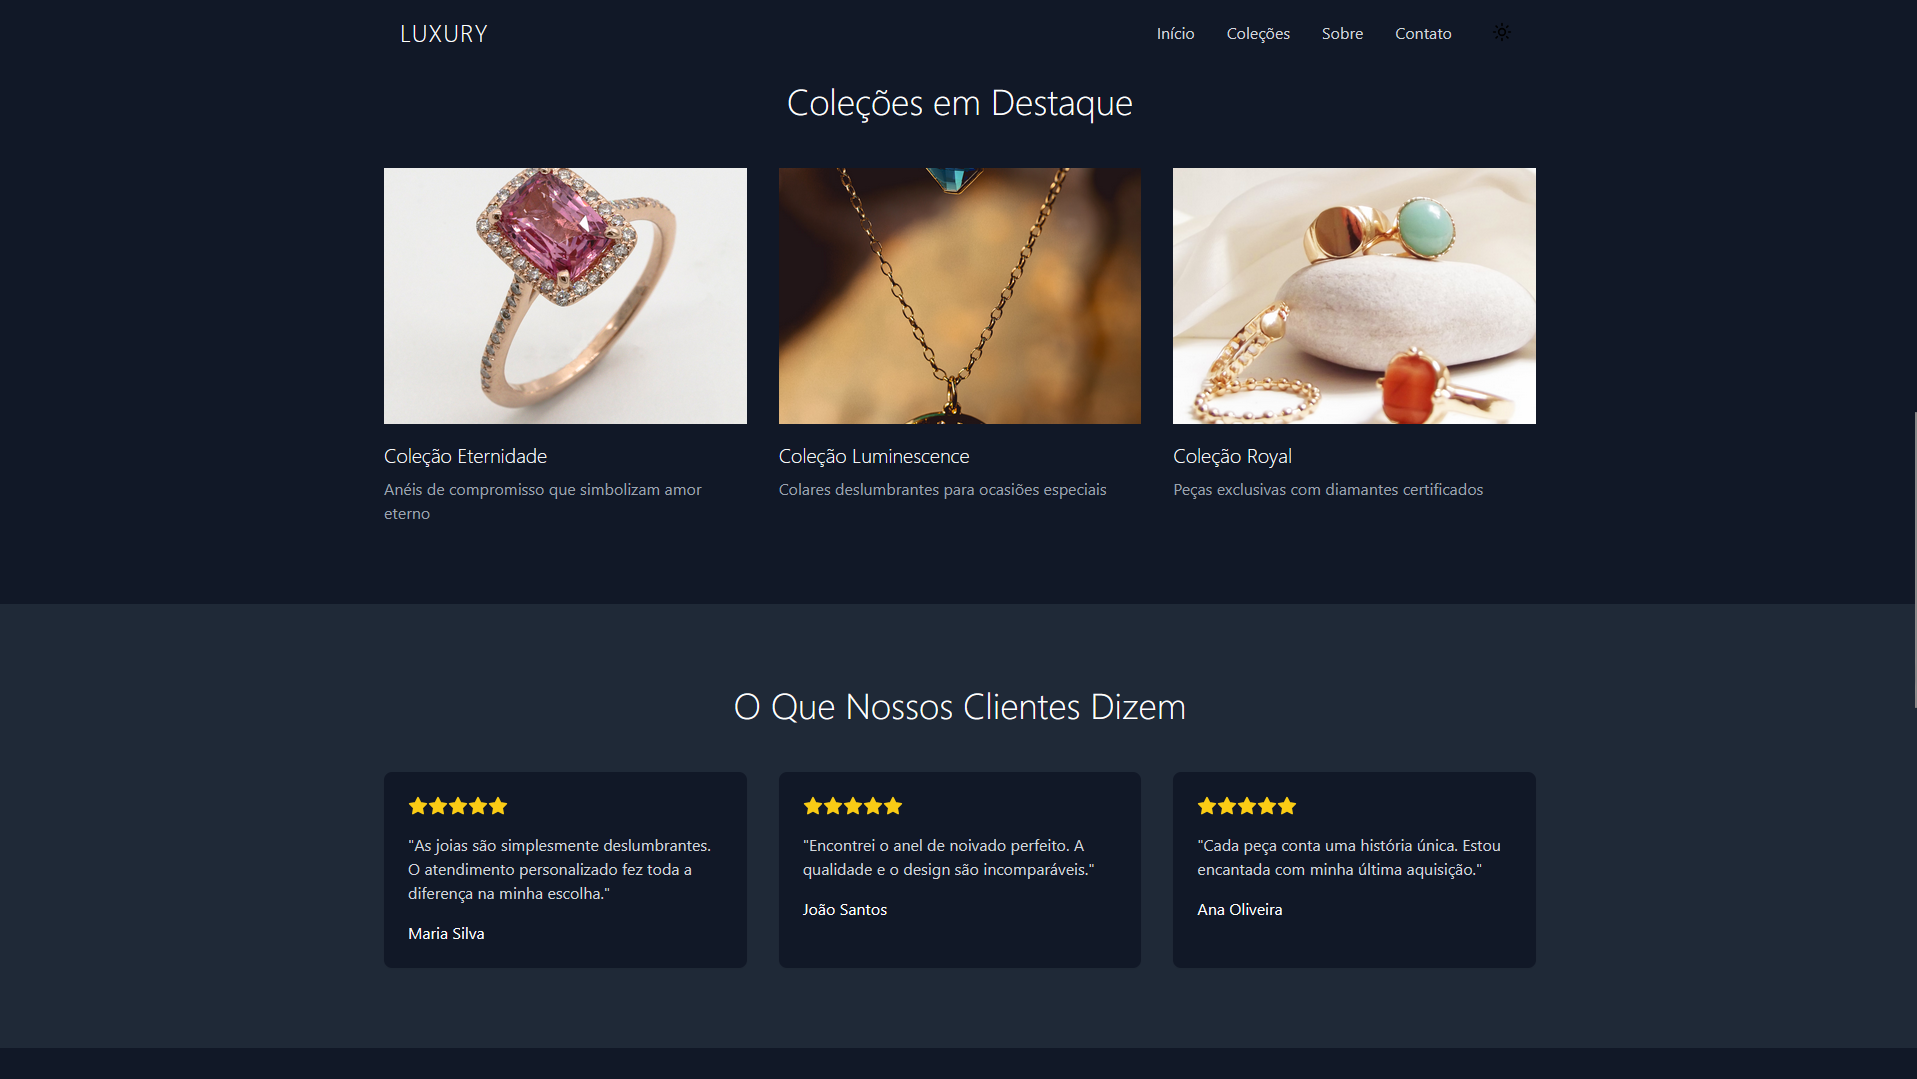 LUXURY
Início Coleções Sobre Contato
Coleções em Destaque
Coleção Eternidade
Anéis de compromisso que simbolizam amor
eterno
Coleção Luminescence
Colares deslumbrantes para ocasiões especiais
Coleção Royal
Peças exclusivas com diamantes certificados
O Que Nossos Clientes Dizem
"As joias são simplesmente deslumbrantes.
O atendimento personalizado fez toda a
diferença na minha escolha."
Maria Silva
"Encontrei o anel de noivado perfeito. A
qualidade e o design são incomparáveis."
João Santos
"Cada peça conta uma história única. Estou
encantada com minha última aquisição."
Ana Oliveira